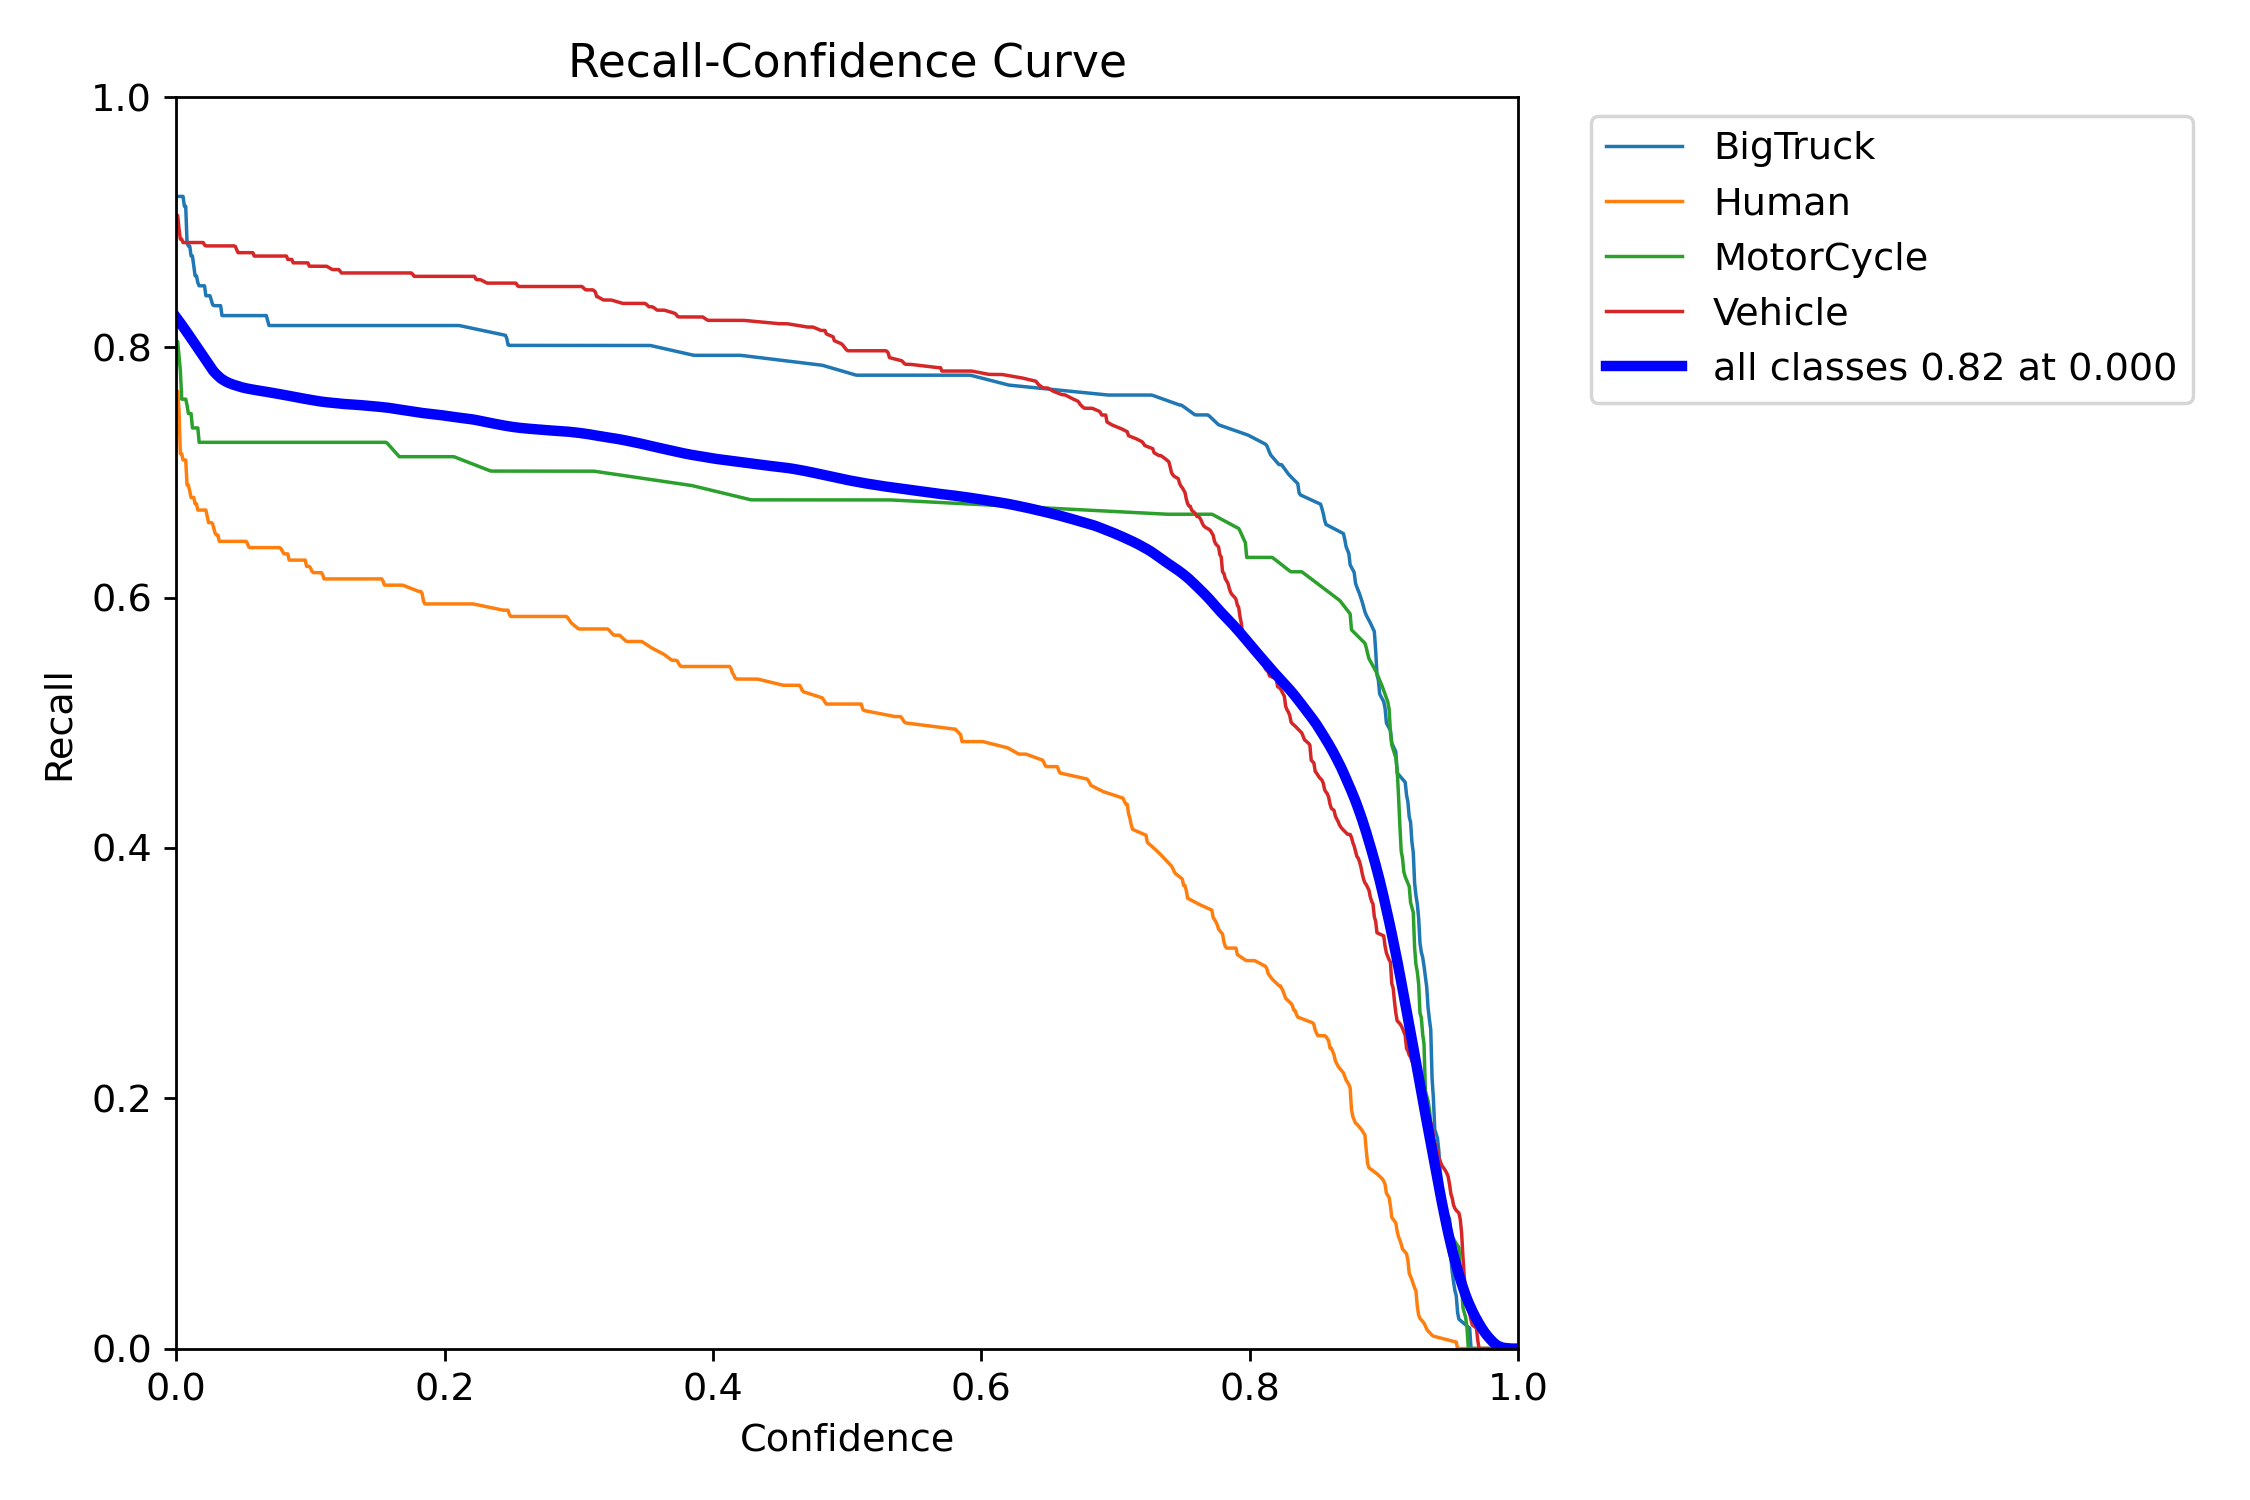 Recall-Confidence Curve
1.0
0.8
0.6
0.4
0.2
0.0
Recall
0.0 0.2 0.4 0.6 0.8 1.0
Confidence
BigTruck
Human
MotorCycle
Vehicle
all classes 0.82 at 0.000